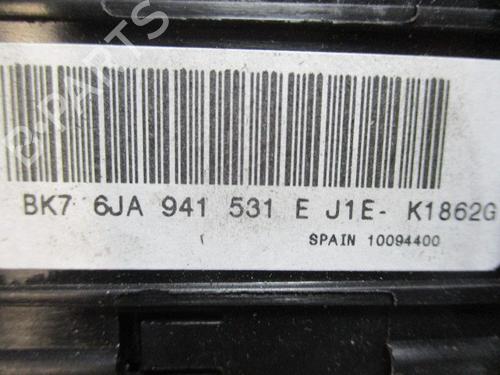 B-PARTS
BK7 6JA 941 531 E J1E- K1862G
SPAIN 10094400